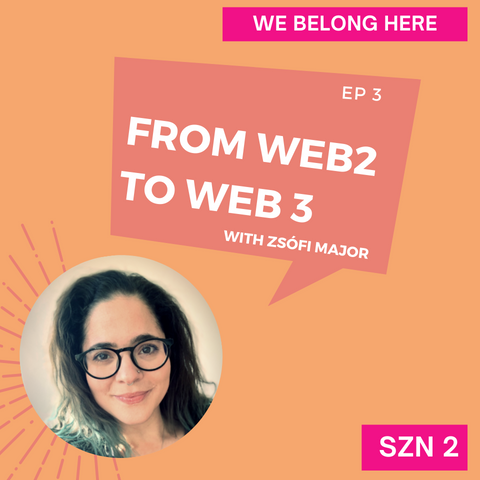 WE BELONG HERE
EP 3
FROM WEB2
TO WEB 3
WITH ZSÓFI MAJOR
SZN 2